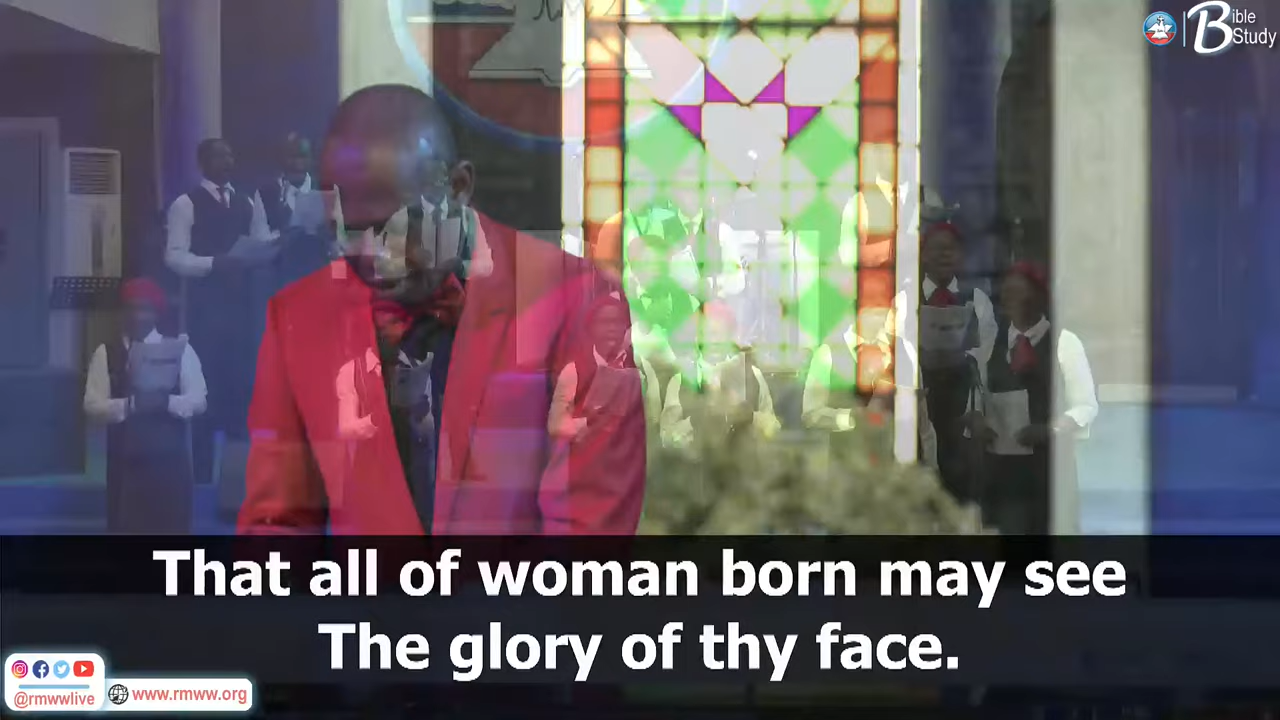 Bible
Study
That all of woman born may see
The glory of thy face.
@rmwwlive
www.rmww.org